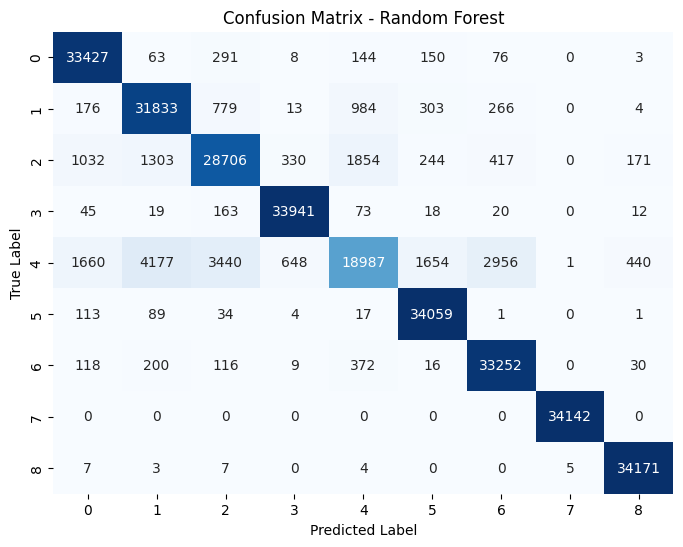 Confusion Matrix - Random Forest
0 33427 63 291 8 144 150 76 0 3
1 176 31833 779 13 984 303 266 0 4
2 1032 1303 28706 330 1854 244 417 0 171
3 45 19 163 33941 73 18 20 0 12
4 1660 4177 3440 648 18987 1654 2956 1 440
5 113 89 34 4 17 34059 1 0 1
6 118 200 116 9 372 16 33252 0 30
7 0 0 0 0 0 0 0 34142 0
8 7 3 7 0 4 0 0 5 34171
0 1 2 3 4 5 6 7 8
True Label
Predicted Label